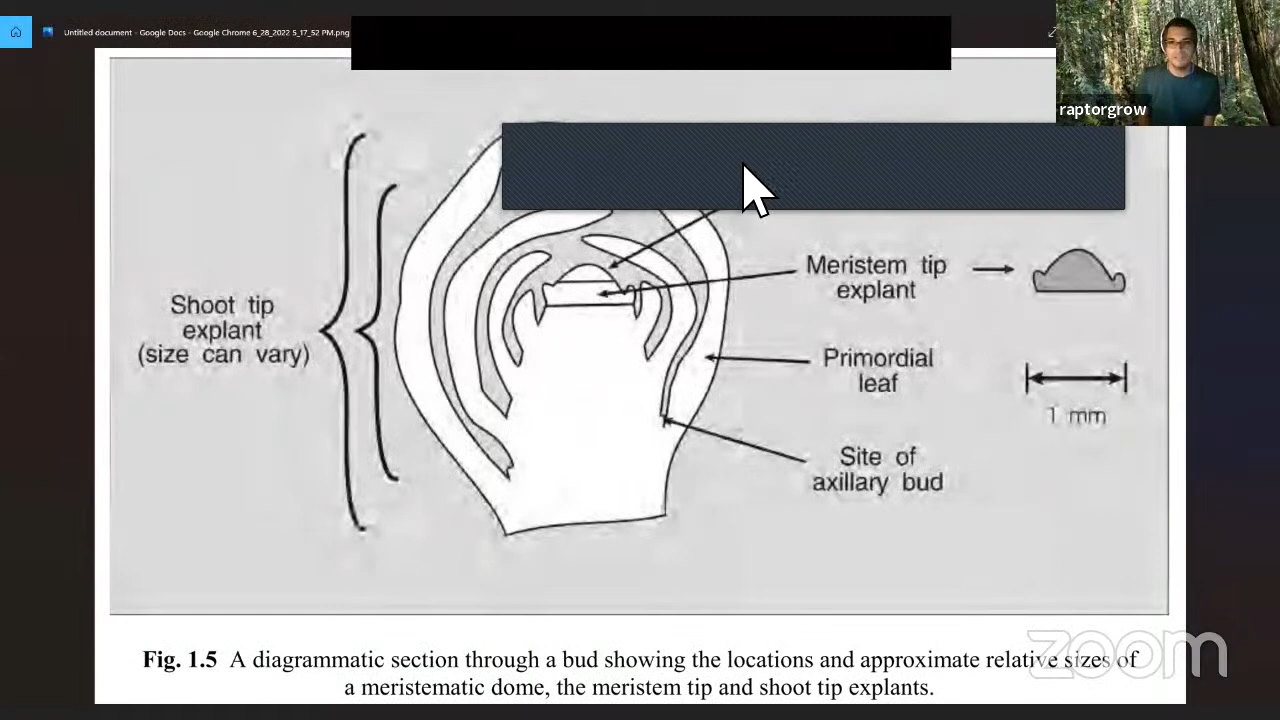 Untitled document - Google Docs - Google Chrome 6_28_2022 5_17_52 PM.png
raptorgrow
Shoot tip
explant
(size can vary)
Meristem tip
explant
Primordial
leaf
1 mm
Site of
axillary bud
Fig. 1.5 A diagrammatic section through a bud showing the locations and approximate relative sizes of
a meristematic dome, the meristem tip and shoot tip explants.
zoom